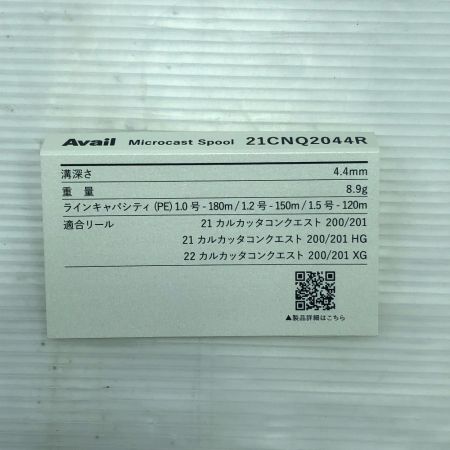 Avail Microcast Spool 21CNQ2044R
溝深さ 4.4mm
重量 8.9g
ラインキャパシティ(PE) 1.0号 - 180m / 1.2号 - 150m / 1.5号 - 120m
適合リール 21 カルカッタコンクエスト 200/201
21 カルカッタコンクエスト 200/201 HG
22 カルカッタコンクエスト 200/201 XG
▲製品詳細はこちら